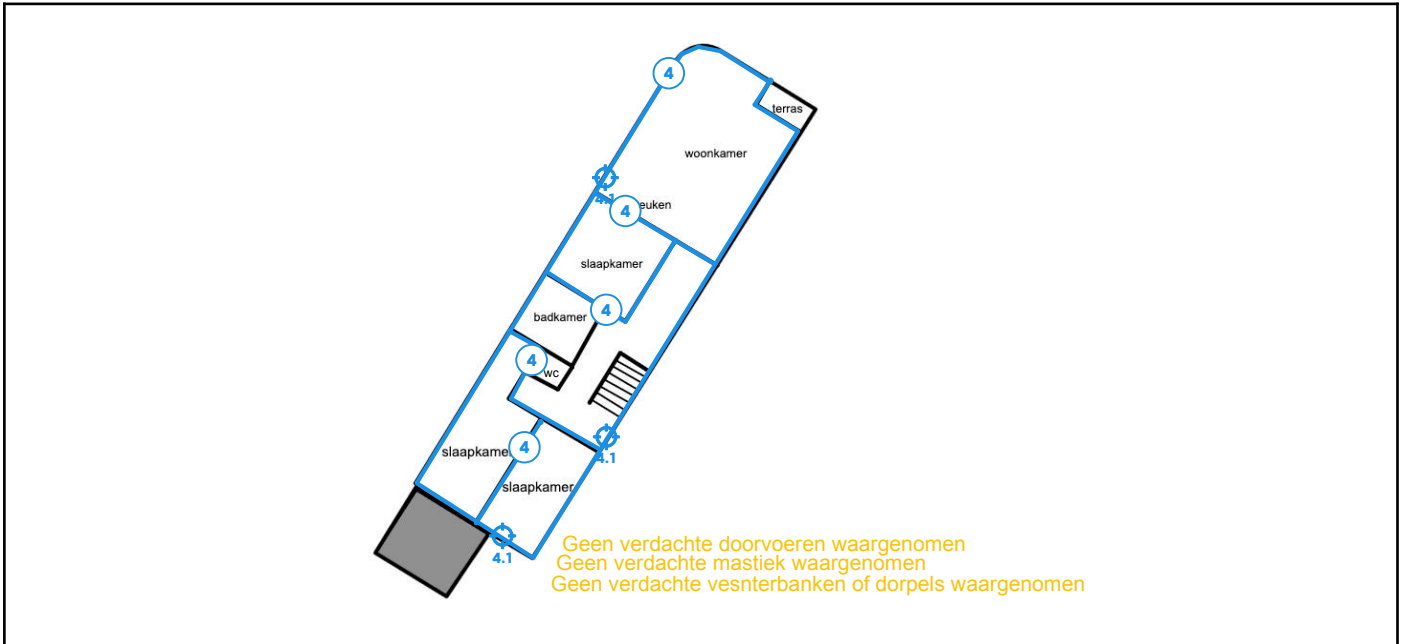 4
terras
woonkamer
4.1
4
euken
slaapkamer
4
badkamer
4
wc
4.1
4
slaapkamer
slaapkamer
4.1
Geen verdachte doorvoeren waargenomen
Geen verdachte mastiek waargenomen
Geen verdachte vesnterbanken of dorpels waargenomen